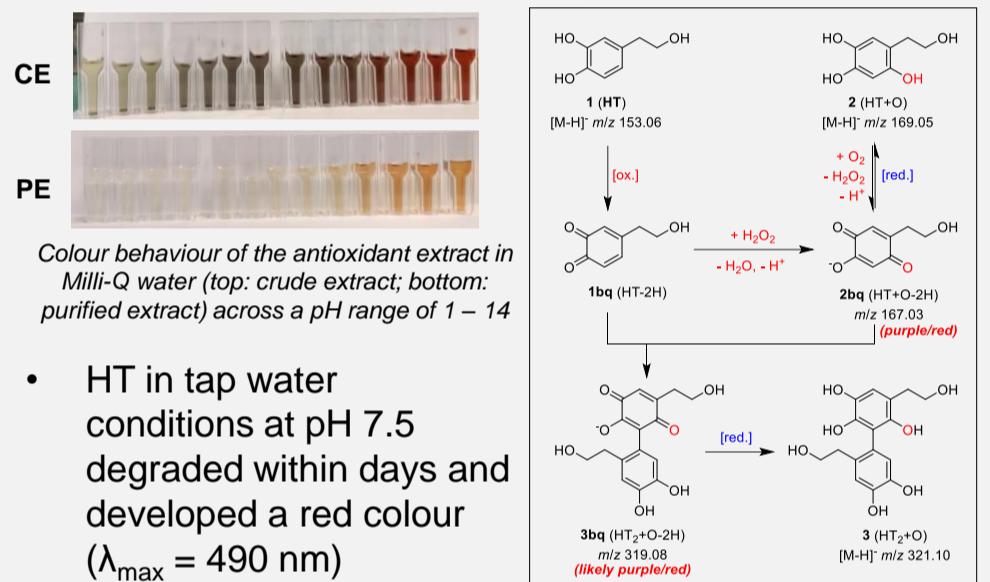 CE
PE
Colour behaviour of the antioxidant extract in
Milli-Q water (top: crude extract; bottom:
purified extract) across a pH range of 1 – 14
• HT in tap water
conditions at pH 7.5
degraded within days and
developed a red colour
(λmax = 490 nm)
HO
OH
HO
1 (HT)
[M-H]⁻ m/z 153.06
HO
OH
HO
OH
2 (HT+O)
[M-H]⁻ m/z 169.05
[ox.]
+ O₂
- H₂O₂
- H⁺
[red.]
O
OH
O
1bq (HT-2H)
+ H₂O₂
- H₂O, - H⁺
O
OH
⁻O
O
2bq (HT+O-2H)
m/z 167.03
(purple/red)
O
OH
⁻O
O
HO
OH
OH
3bq (HT₂+O-2H)
m/z 319.08
(likely purple/red)
[red.]
HO
OH
HO
OH
HO
OH
OH
3 (HT₂+O)
[M-H]⁻ m/z 321.10